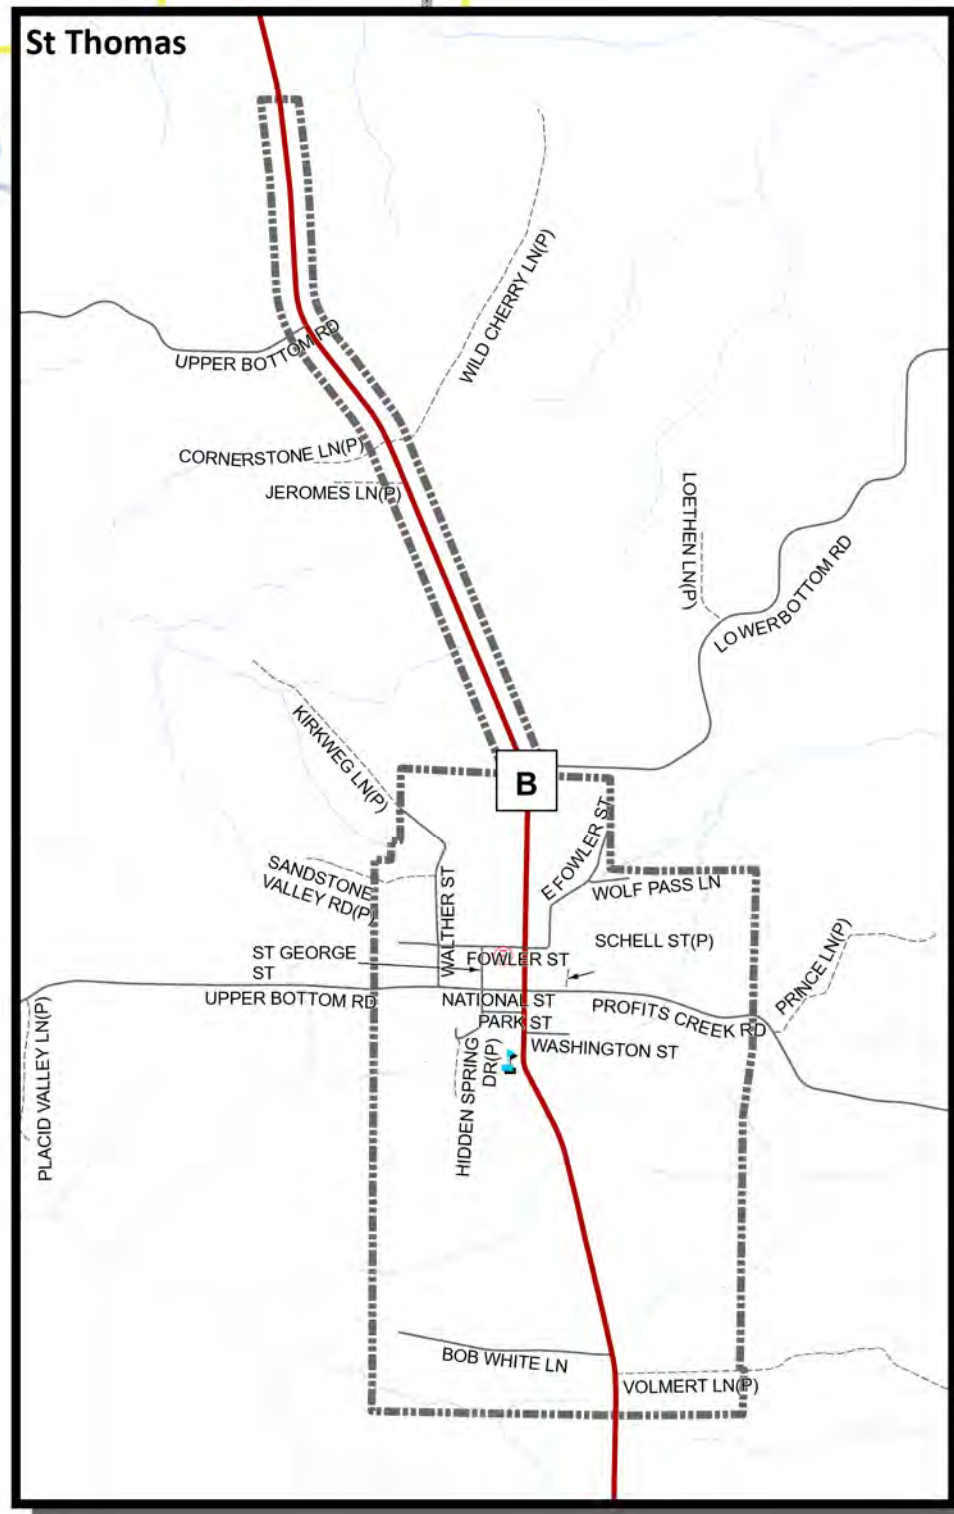 St Thomas
WILD CHERRY LN(P)
UPPER BOTTOM RD
CORNERSTONE LN(P)
JEROMES LN(P)
LOETHEN LN(P)
LOWERBOTTOM RD
KIRKWEG LN(P)
B
E FOWLER ST
SANDSTONE
VALLEY RD(P)
WALTHER ST
WOLF PASS LN
SCHELL ST(P)
ST GEORGE
ST
FOWLER ST
PRINCE LN(P)
UPPER BOTTOM RD
NATIONAL ST
PROFITS CREEK RD
PARK ST
WASHINGTON ST
PLACID VALLEY LN(P)
HIDDEN SPRING
DR(P)
BOB WHITE LN
VOLMERT LN(P)